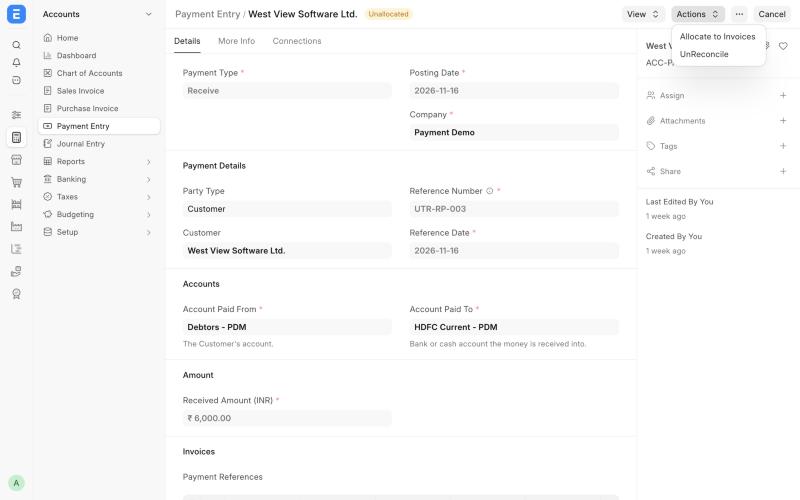 Accounts
Payment Entry / West View Software Ltd. Unallocated
View
Actions
Cancel
Allocate to Invoices
UnReconcile
Home
Dashboard
Chart of Accounts
Sales Invoice
Purchase Invoice
Payment Entry
Journal Entry
Reports
Banking
Taxes
Budgeting
Setup
A
Details More Info Connections
Payment Type *
Receive
Posting Date *
2026-11-16
Company *
Payment Demo
Payment Details
Party Type
Customer
Reference Number *
UTR-RP-003
Customer
West View Software Ltd.
Reference Date *
2026-11-16
Accounts
Account Paid From *
Debtors - PDM
The Customer's account.
Account Paid To *
HDFC Current - PDM
Bank or cash account the money is received into.
Amount
Received Amount (INR) *
₹ 6,000.00
Invoices
Payment References
West
Assign
Attachments
Tags
Share
Last Edited By You
1 week ago
Created By You
1 week ago